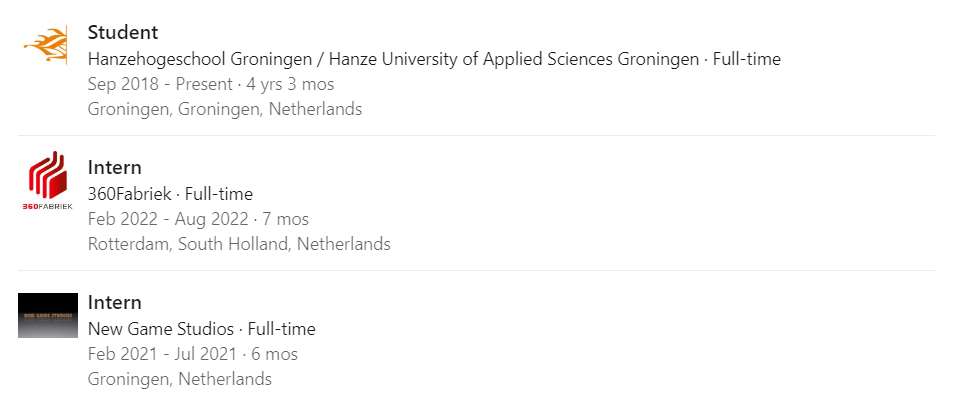 Student
Hanzehogeschool Groningen / Hanze University of Applied Sciences Groningen · Full-time
Sep 2018 - Present · 4 yrs 3 mos
Groningen, Groningen, Netherlands
Intern
360FABRIEK
360Fabriek · Full-time
Feb 2022 - Aug 2022 · 7 mos
Rotterdam, South Holland, Netherlands
Intern
NEW GAME STUDIOS
New Game Studios · Full-time
Feb 2021 - Jul 2021 · 6 mos
Groningen, Netherlands